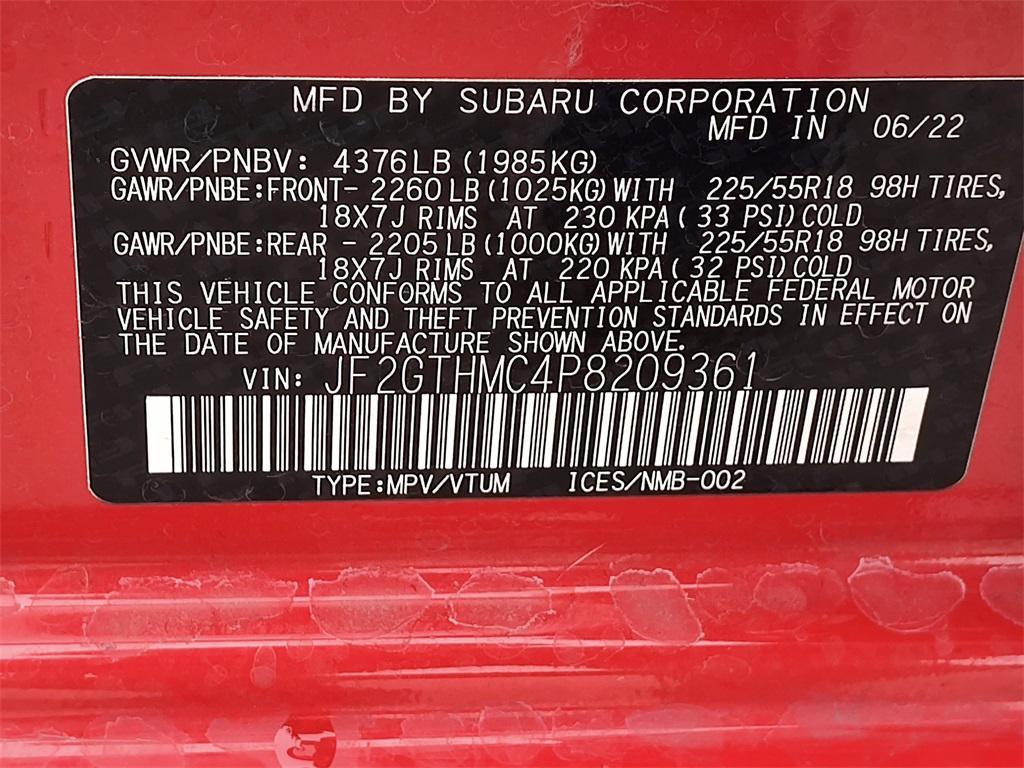 MFD BY SUBARU CORPORATION
MFD IN 06/22
GVWR/PNBV: 4376LB (1985KG)
GAWR/PNBE:FRONT- 2260 LB (1025KG) WITH 225/55R18 98H TIRES,
18X7J RIMS AT 230 KPA ( 33 PSI) COLD
GAWR/PNBE:REAR - 2205 LB (1000KG) WITH 225/55R18 98H TIRES,
18X7J RIMS AT 220 KPA ( 32 PSI) COLD
THIS VEHICLE CONFORMS TO ALL APPLICABLE FEDERAL MOTOR
VEHICLE SAFETY AND THEFT PREVENTION STANDARDS IN EFFECT ON
THE DATE OF MANUFACTURE SHOWN ABOVE.
VIN: JF2GTHMC4P8209361
TYPE:MPV/VTUM ICES/NMB-002